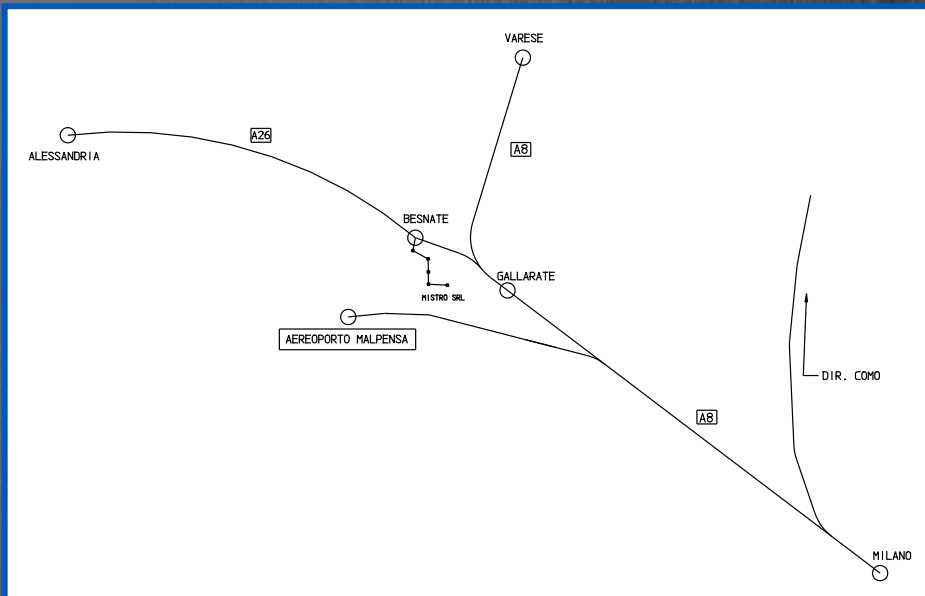 VARESE
A26
A8
ALESSANDRIA
BESNATE
GALLARATE
MISTRO SRL
AEREOPORTO MALPENSA
DIR. COMO
A8
MILANO